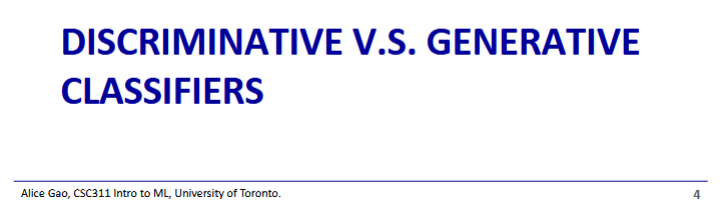 DISCRIMINATIVE V.S. GENERATIVE
CLASSIFIERS
Alice Gao, CSC311 Intro to ML, University of Toronto.
4